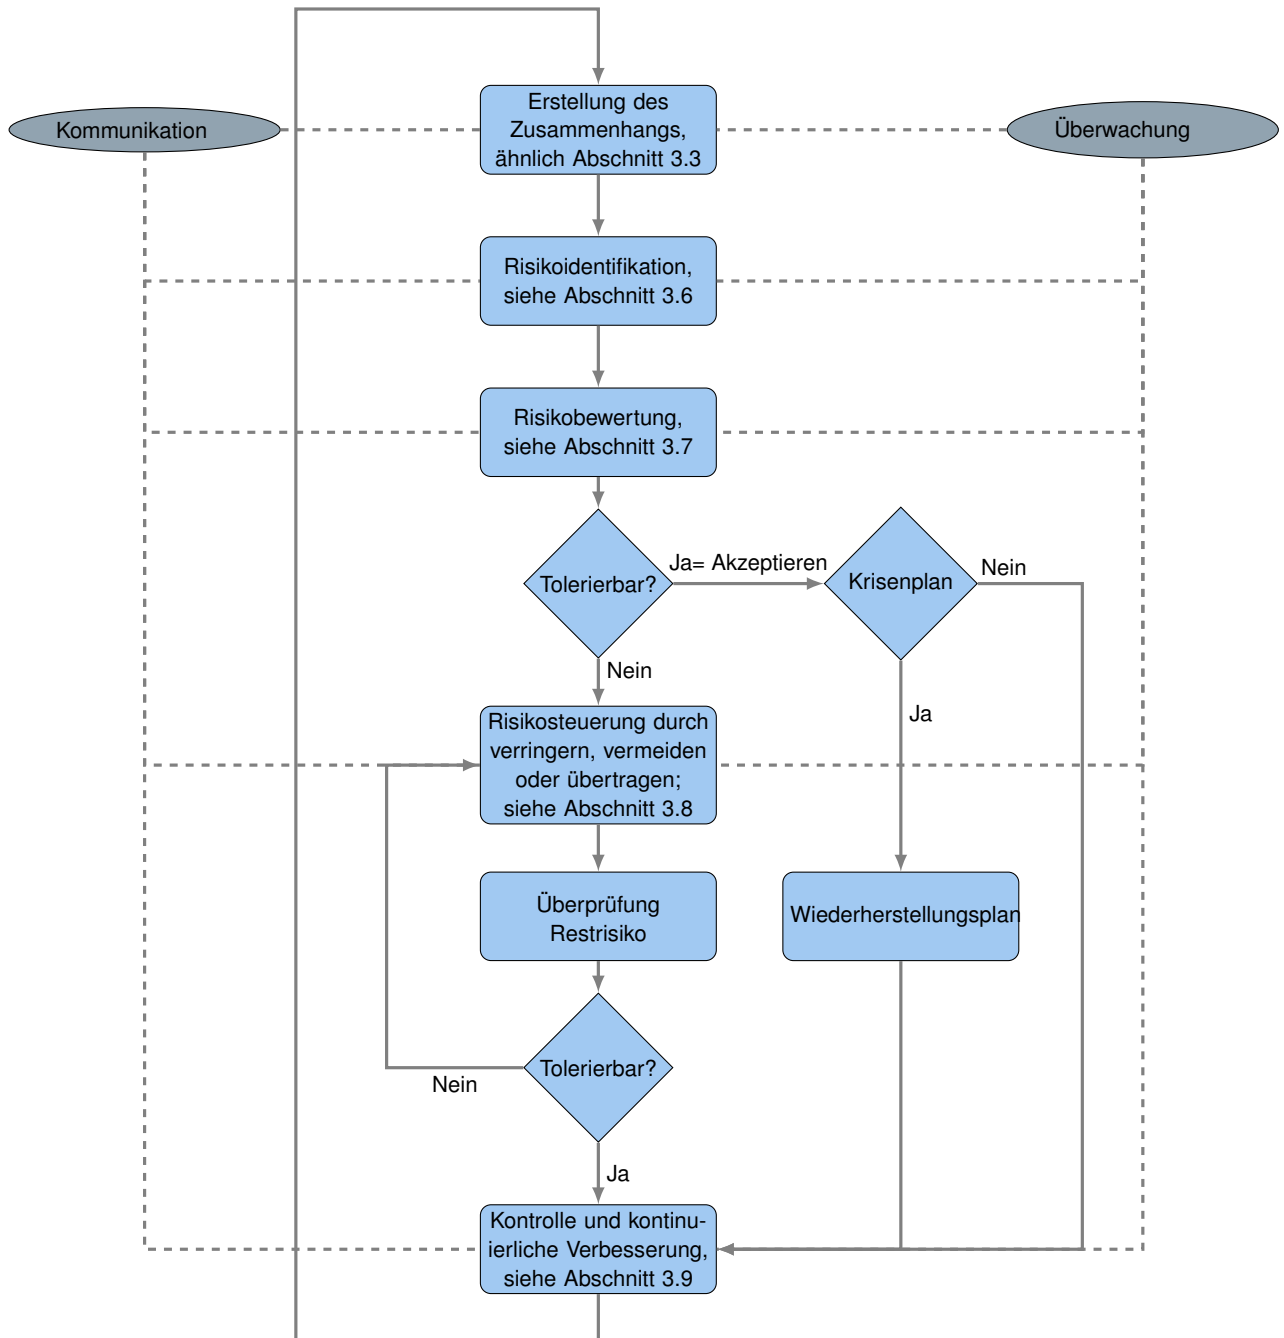 Erstellung des
Zusammenhangs,
ähnlich Abschnitt 3.3
Kommunikation
Überwachung
Risikoidentifikation,
siehe Abschnitt 3.6
Risikobewertung,
siehe Abschnitt 3.7
Tolerierbar?
Ja= Akzeptieren
Krisenplan
Nein
Nein
Ja
Risikosteuerung durch
verringern, vermeiden
oder übertragen;
siehe Abschnitt 3.8
Überprüfung
Restrisiko
Wiederherstellungsplan
Tolerierbar?
Nein
Ja
Kontrolle und kontinu-
ierliche Verbesserung,
siehe Abschnitt 3.9